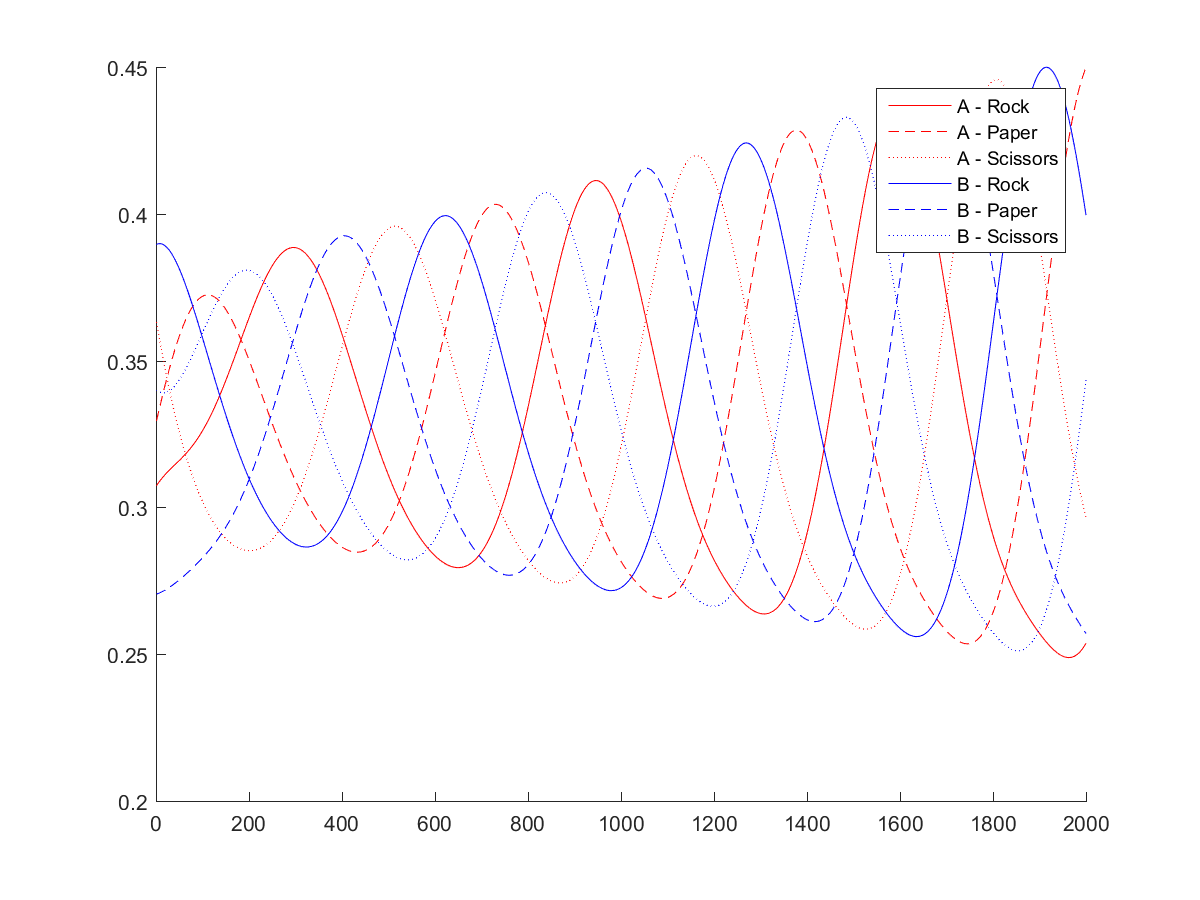 0.45
0.4
0.35
0.3
0.25
0.2
0 200 400 600 800 1000 1200 1400 1600 1800 2000
A - Rock
A - Paper
A - Scissors
B - Rock
B - Paper
B - Scissors